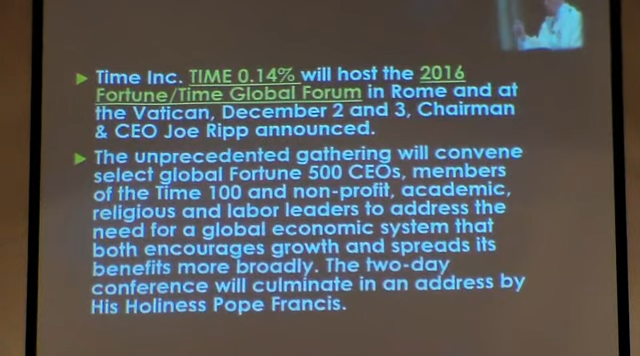 Time Inc. TIME 0.14% will host the 2016
Fortune/Time Global Forum in Rome and at
the Vatican, December 2 and 3, Chairman
& CEO Joe Ripp announced.
The unprecedented gathering will convene
select global Fortune 500 CEOs, members
of the Time 100 and non-profit, academic,
religious and labor leaders to address the
need for a global economic system that
both encourages growth and spreads its
benefits more broadly. The two-day
conference will culminate in an address by
His Holiness Pope Francis.